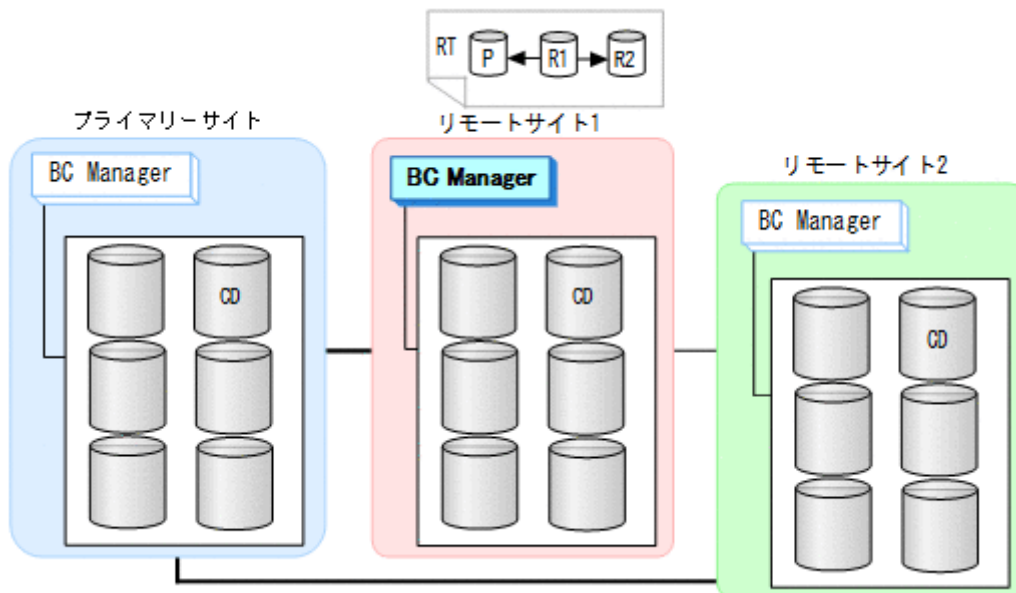 RT P R1 R2
プライマリーサイト
リモートサイト1
リモートサイト2
BC Manager
BC Manager
BC Manager
CD
CD
CD